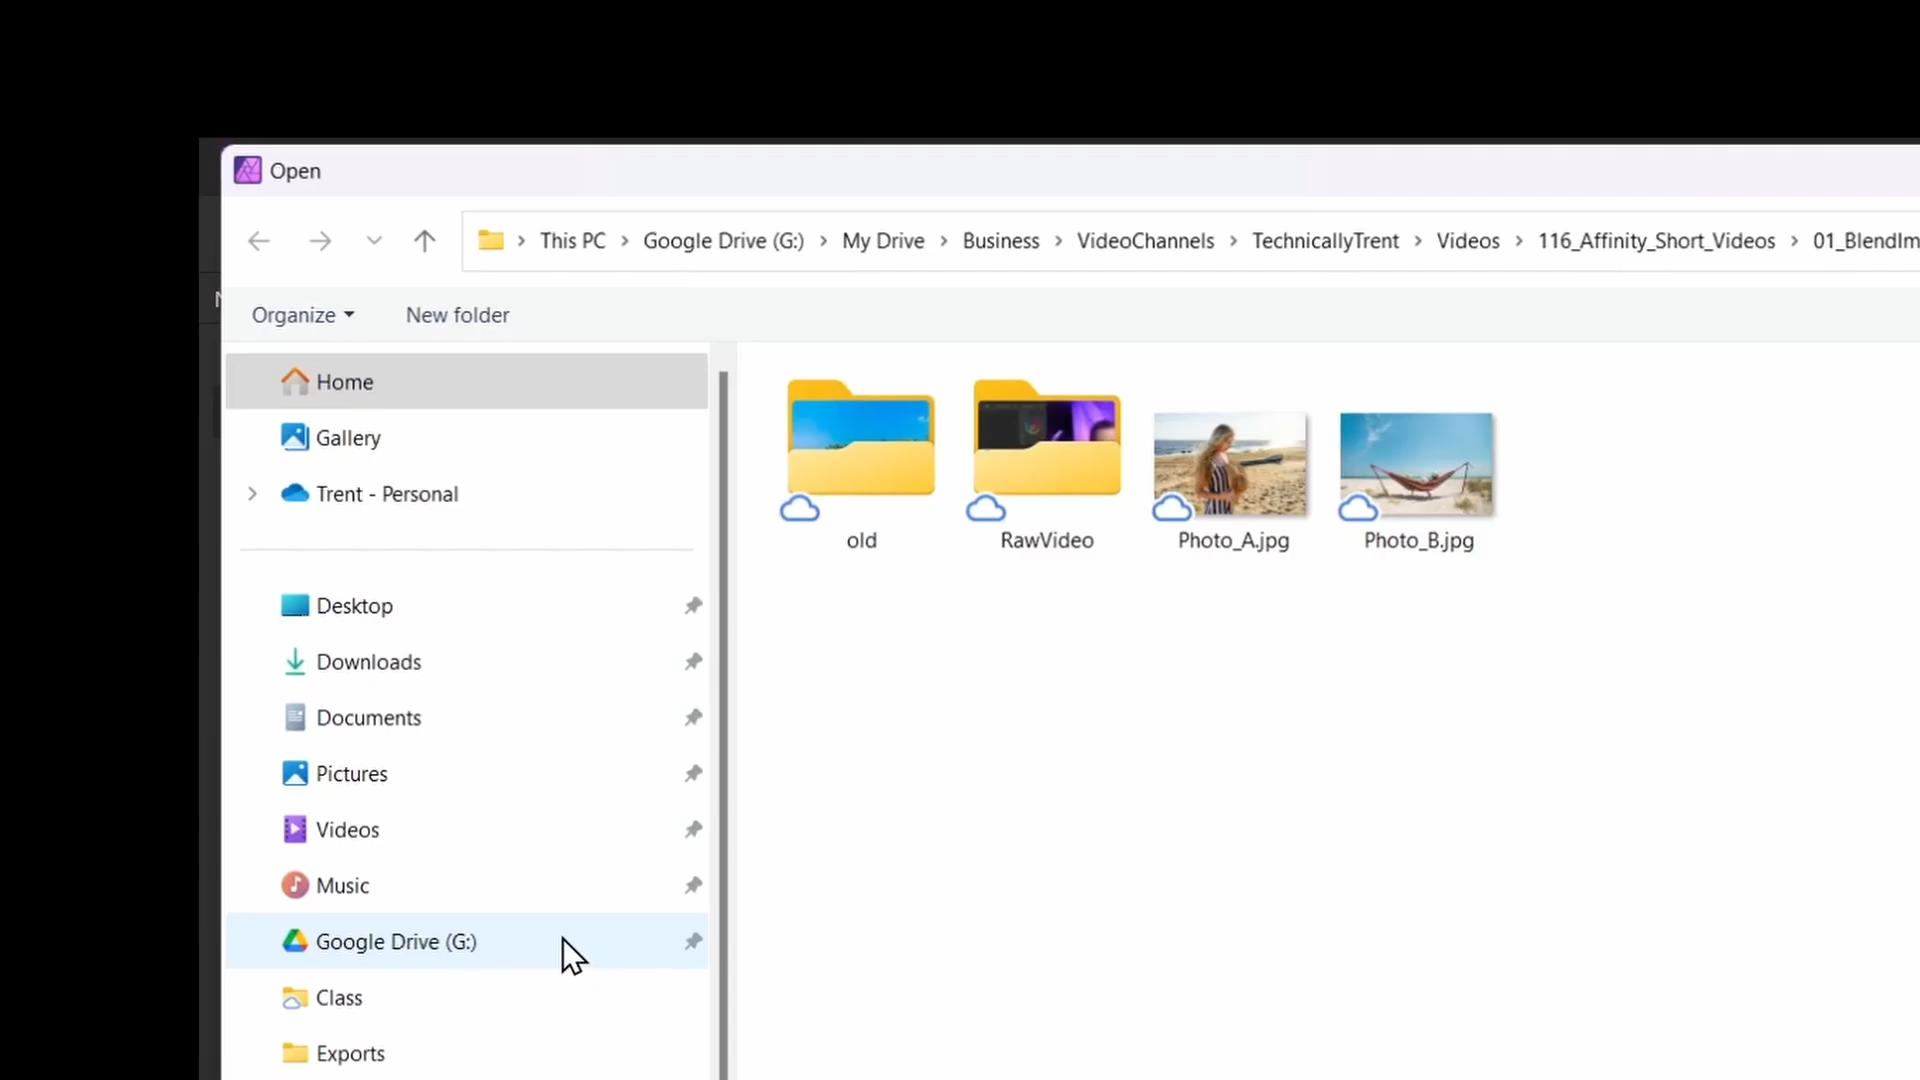 Open
This PC > Google Drive (G:) > My Drive > Business > VideoChannels > TechnicallyTrent > Videos > 116_Affinity_Short_Videos > 01_BlendIm
Organize New folder
Home
Gallery
Trent - Personal
Desktop
Downloads
Documents
Pictures
Videos
Music
Google Drive (G:)
Class
Exports
old RawVideo Photo_A.jpg Photo_B.jpg